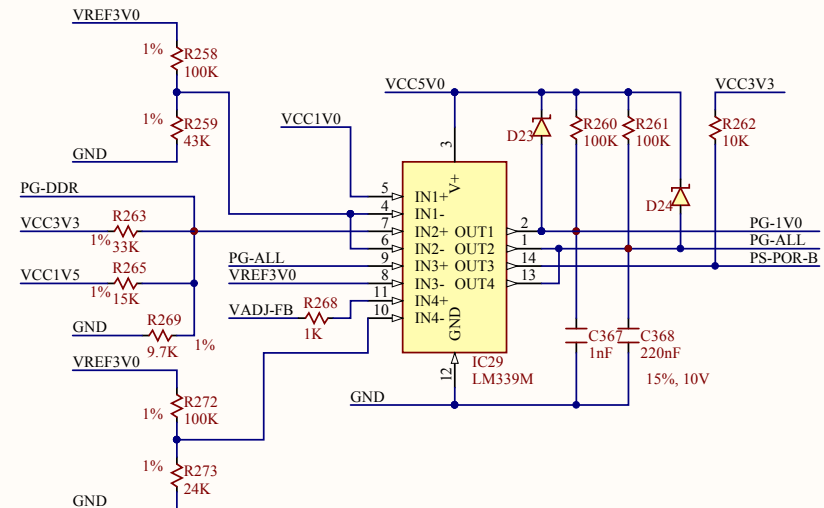 VREF3V0
1%
R258
100K
1%
R259
43K
GND
VCC1V0
VCC5V0
VCC3V3
D23
R260
100K
R261
100K
R262
10K
D24
PG-DDR
VCC3V3
R263
1%
33K
VCC1V5
R265
1%
15K
GND
R269
9.7K
1%
PG-ALL
VREF3V0
VADJ-FB
R268
1K
3
V+
5 IN1+
4 IN1-
7 IN2+ OUT1 2 PG-1V0
6 IN2- OUT2 1 PG-ALL
9 IN3+ OUT3 14 PS-POR-B
8 IN3- OUT4 13
11 IN4+
10 IN4-
GND
12
IC29
LM339M
C367
1nF
C368
220nF
15%, 10V
GND
VREF3V0
1%
R272
100K
1%
R273
24K
GND